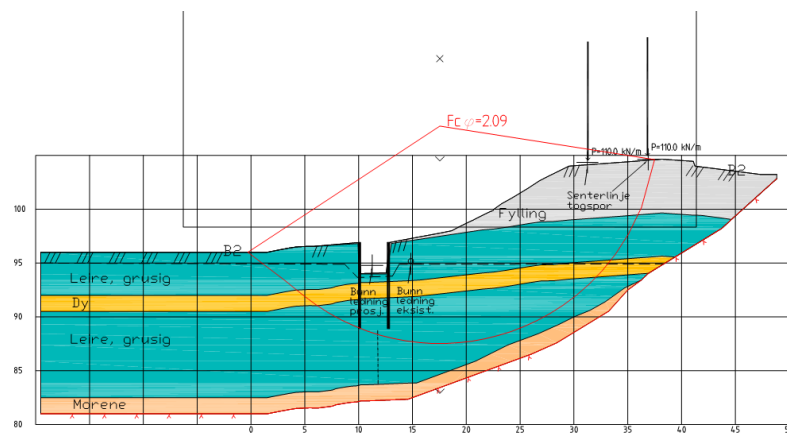 Fc φ=2.09
P=110.0 kN/m
P=110.0 kN/m
B2
Senterlinje
togspor
Fylling
100
B2
95
Leire, grusig
Bunn
ledning
prosj.
Bunn
ledning
eksist.
Dy
90
Leire, grusig
85
Morene
80
0
5
10
15
20
25
30
35
40
45